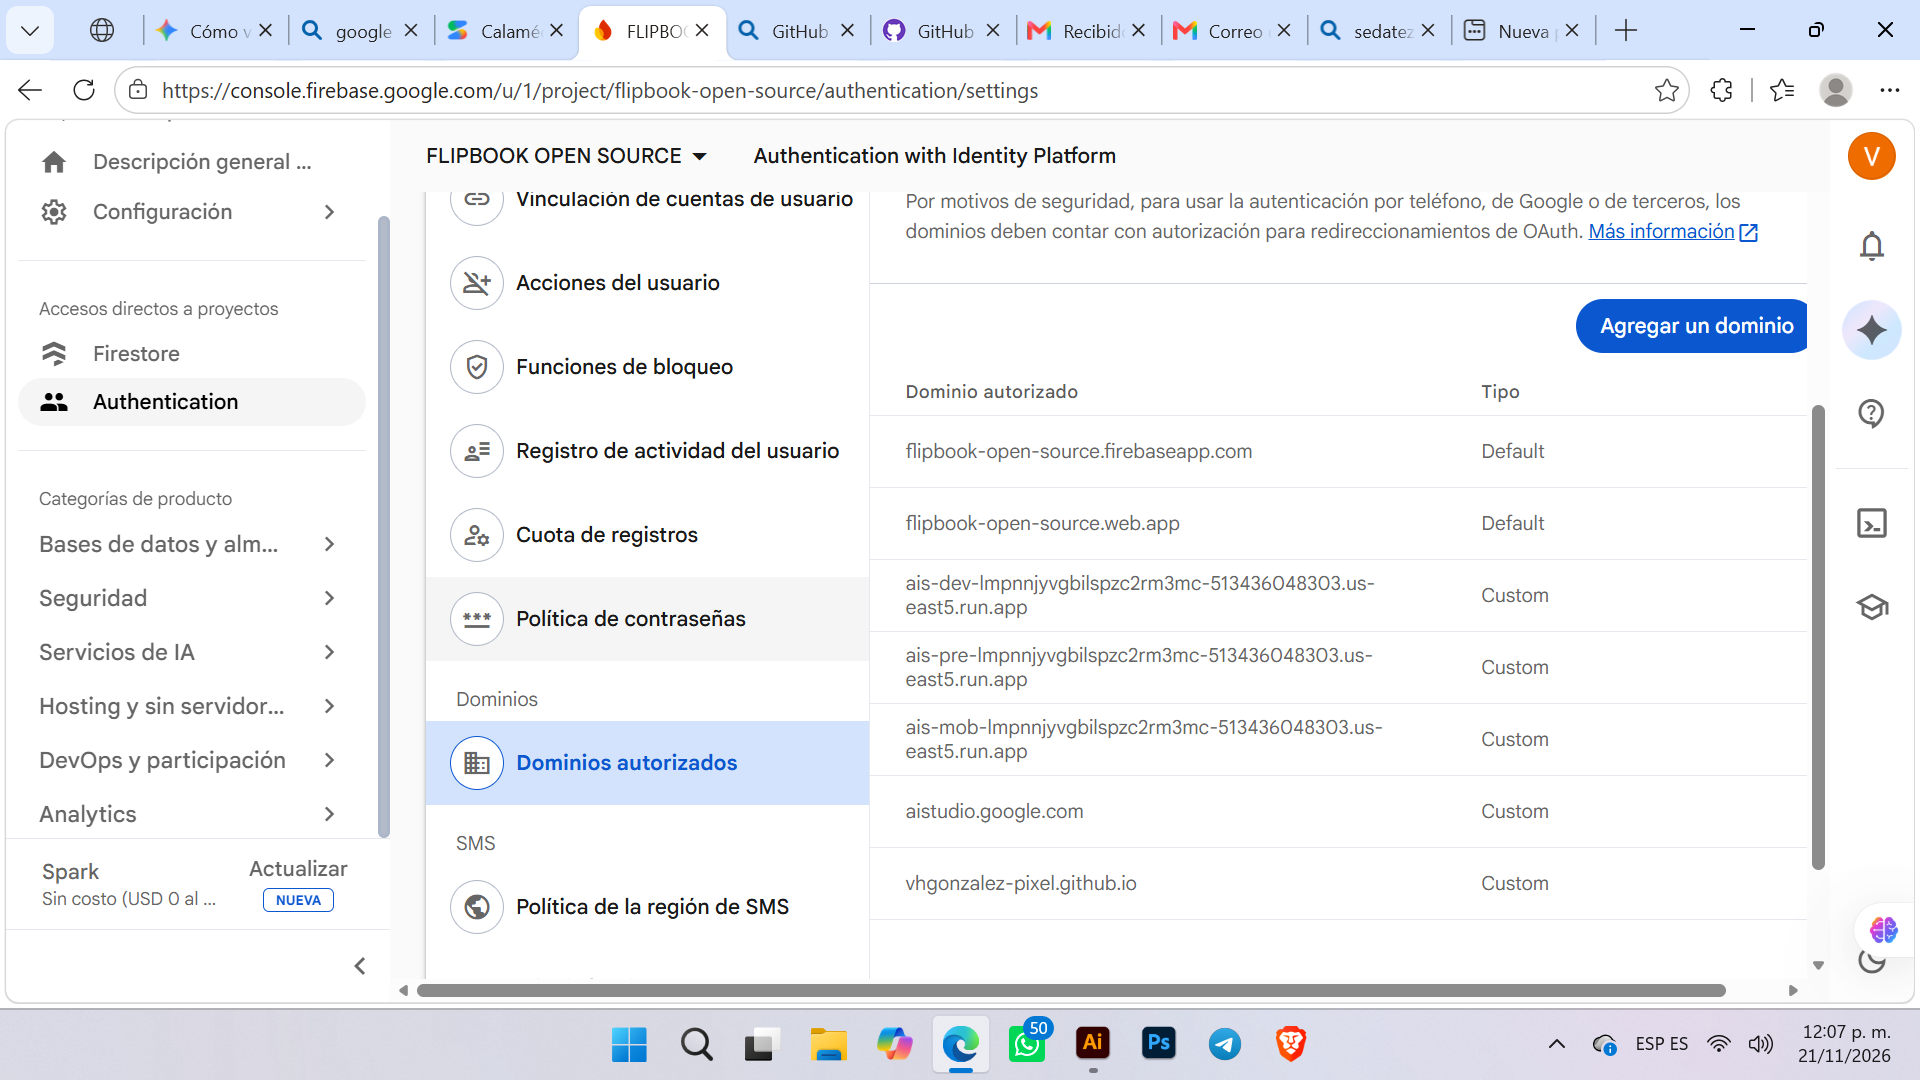 Cómo v
google
Calamé
FLIPBO
GitHub
GitHub
Recibid
Correo
sedatez
Nueva
https://console.firebase.google.com/u/1/project/flipbook-open-source/authentication/settings
Descripción general ...
Configuración
Accesos directos a proyectos
Firestore
Authentication
Categorías de producto
Bases de datos y alm...
Seguridad
Servicios de IA
Hosting y sin servidor...
DevOps y participación
Analytics
Spark
Sin costo (USD 0 al ...
Actualizar
NUEVA
FLIPBOOK OPEN SOURCE
Authentication with Identity Platform
V
Vinculación de cuentas de usuario
Acciones del usuario
Funciones de bloqueo
Registro de actividad del usuario
Cuota de registros
Política de contraseñas
Dominios
Dominios autorizados
SMS
Política de la región de SMS
Por motivos de seguridad, para usar la autenticación por teléfono, de Google o de terceros, los
dominios deben contar con autorización para redireccionamientos de OAuth. Más información
Agregar un dominio
Dominio autorizado
Tipo
flipbook-open-source.firebaseapp.com
Default
flipbook-open-source.web.app
Default
ais-dev-lmpnnjyvgbilspzc2rm3mc-513436048303.us-
east5.run.app
Custom
ais-pre-lmpnnjyvgbilspzc2rm3mc-513436048303.us-
east5.run.app
Custom
ais-mob-lmpnnjyvgbilspzc2rm3mc-513436048303.us-
east5.run.app
Custom
aistudio.google.com
Custom
vhgonzalez-pixel.github.io
Custom
50
Ai
Ps
ESP ES
12:07 p. m.
21/11/2026